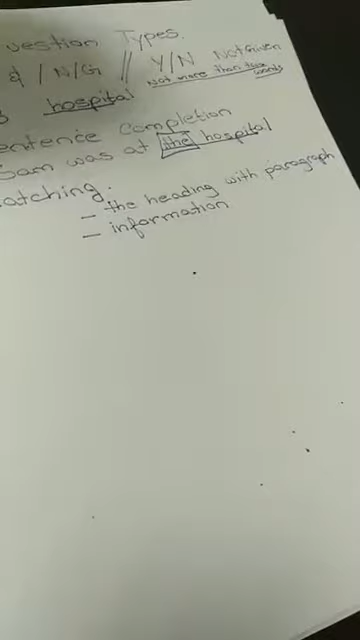 uestion Types.
& / N/G // Y/N Not Given
Not more than two words
hospital
entence Completion
Sam was at the hospital
atching:
– the heading with paragraph
– information